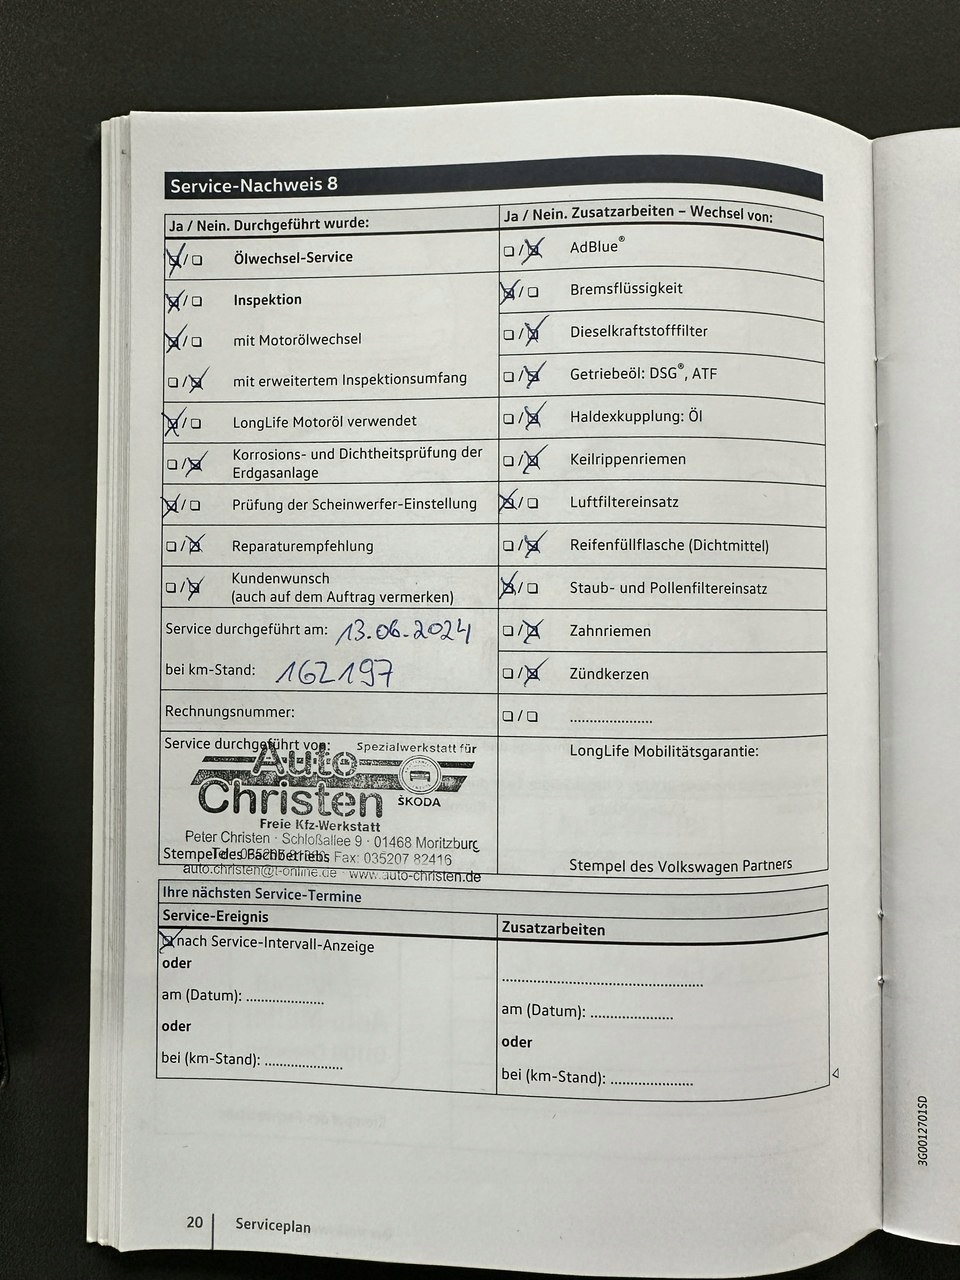 Service-Nachweis 8
Ja / Nein. Durchgeführt wurde:
Ölwechsel-Service
Inspektion
mit Motorölwechsel
mit erweitertem Inspektionsumfang
LongLife Motoröl verwendet
Korrosions- und Dichtheitsprüfung der
Erdgasanlage
Prüfung der Scheinwerfer-Einstellung
Reparaturempfehlung
Kundenwunsch
(auch auf dem Auftrag vermerken)
Service durchgeführt am: 13.06.2024
bei km-Stand: 162197
Rechnungsnummer:
Ja / Nein. Zusatzarbeiten – Wechsel von:
AdBlue®
Bremsflüssigkeit
Dieselkraftstofffilter
Getriebeöl: DSG®, ATF
Haldexkupplung: Öl
Keilrippenriemen
Luftfiltereinsatz
Reifenfüllflasche (Dichtmittel)
Staub- und Pollenfiltereinsatz
Zahnriemen
Zündkerzen
....................
Service durchgeführt von:
Spezialwerkstatt für
Auto
Christen
ŠKODA
Freie Kfz-Werkstatt
Peter Christen · Schloßallee 9 · 01468 Moritzburg
Fax: 035207 82416
Stempel des Fachbetriebs
auto.christen@t-online.de · www.auto-christen.de
LongLife Mobilitätsgarantie:
Stempel des Volkswagen Partners
Ihre nächsten Service-Termine
Service-Ereignis
nach Service-Intervall-Anzeige
oder
am (Datum): ...................
oder
bei (km-Stand): ...................
Zusatzarbeiten
.................................................
am (Datum): ....................
oder
bei (km-Stand): ....................
3G0012701SD
20
Serviceplan